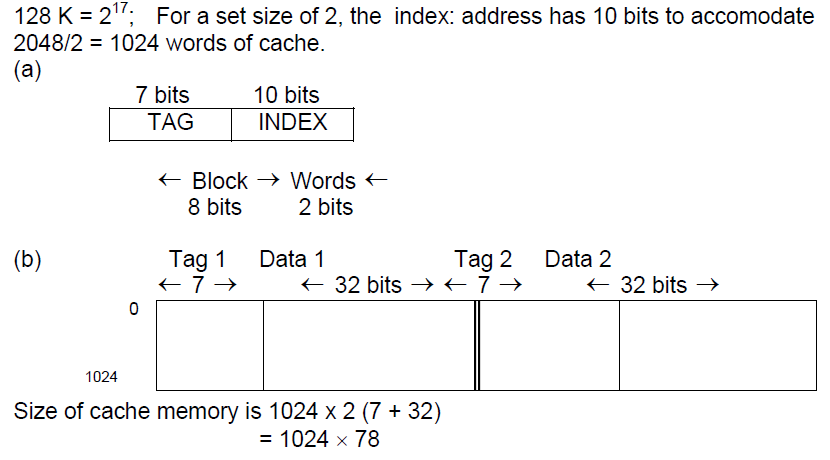 128 K = 2¹⁷; For a set size of 2, the index: address has 10 bits to accomodate
2048/2 = 1024 words of cache.
(a)
7 bits 10 bits
TAG INDEX
← Block → Words ←
8 bits 2 bits
(b) Tag 1 Data 1 Tag 2 Data 2
← 7 → ← 32 bits → ← 7 → ← 32 bits →
0
1024
Size of cache memory is 1024 x 2 (7 + 32)
= 1024 × 78